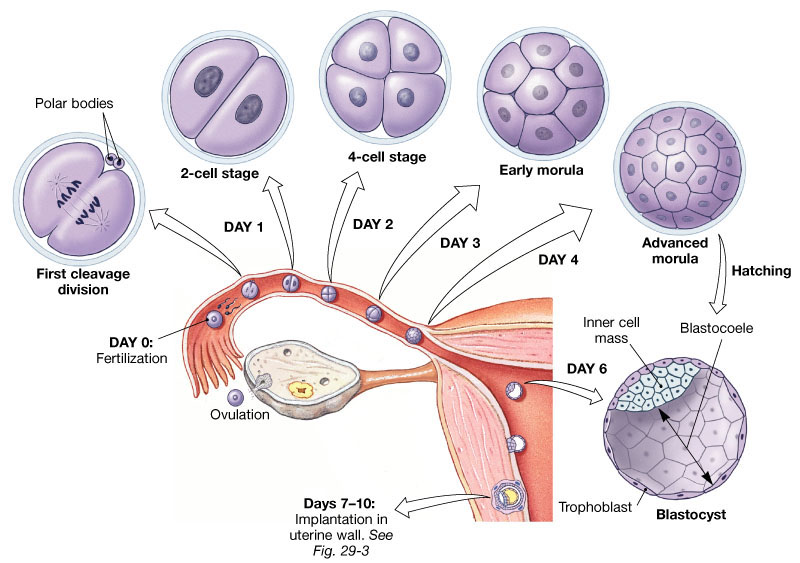 Polar bodies
2-cell stage
4-cell stage
Early morula
First cleavage
division
DAY 1
DAY 2
DAY 3
DAY 4
Advanced
morula
Hatching
DAY 0:
Fertilization
Ovulation
Inner cell
mass
Blastocoele
DAY 6
Trophoblast
Blastocyst
Days 7–10:
Implantation in
uterine wall. See
Fig. 29-3